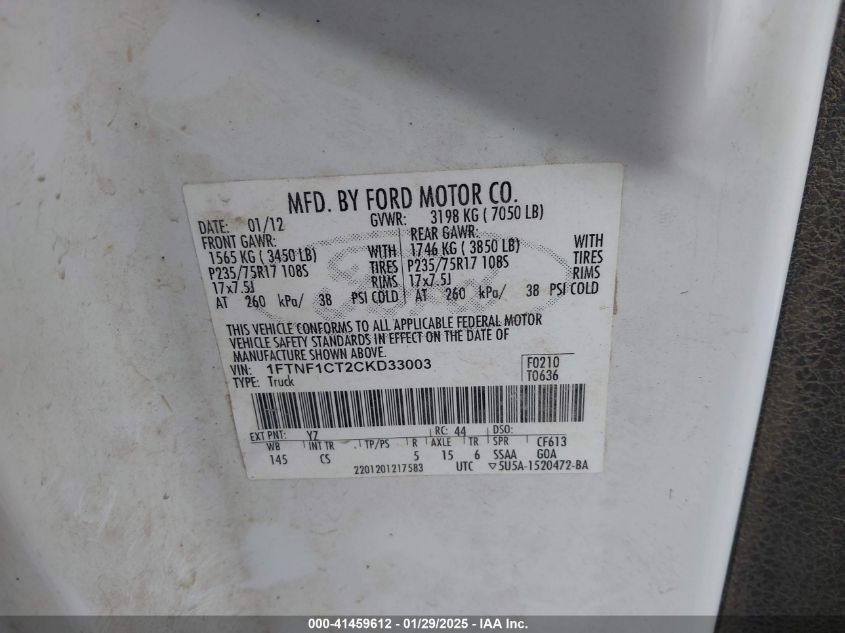 MFD. BY FORD MOTOR CO.
DATE: 01/12 GVWR: 3198 KG ( 7050 LB)
FRONT GAWR: REAR GAWR:
1565 KG ( 3450 LB) WITH 1746 KG ( 3850 LB) WITH
P235/75R17 108S TIRES P235/75R17 108S TIRES
17x7.5J RIMS 17x7.5J RIMS
AT 260 kPa/ 38 PSI COLD AT 260 kPa/ 38 PSI COLD
THIS VEHICLE CONFORMS TO ALL APPLICABLE FEDERAL MOTOR
VEHICLE SAFETY STANDARDS IN EFFECT ON THE DATE OF
MANUFACTURE SHOWN ABOVE.
VIN: 1FTNF1CT2CKD33003 F0210
TYPE: Truck T0636
EXT PNT: YZ RC: 44 DSO:
WB INT TR TP/PS R AXLE TR SPR CF613
145 CS 5 15 6 SSAA GOA
2201201217583 UTC ▽5U5A-1520472-BA
000-41459612 - 01/29/2025 - IAA Inc.